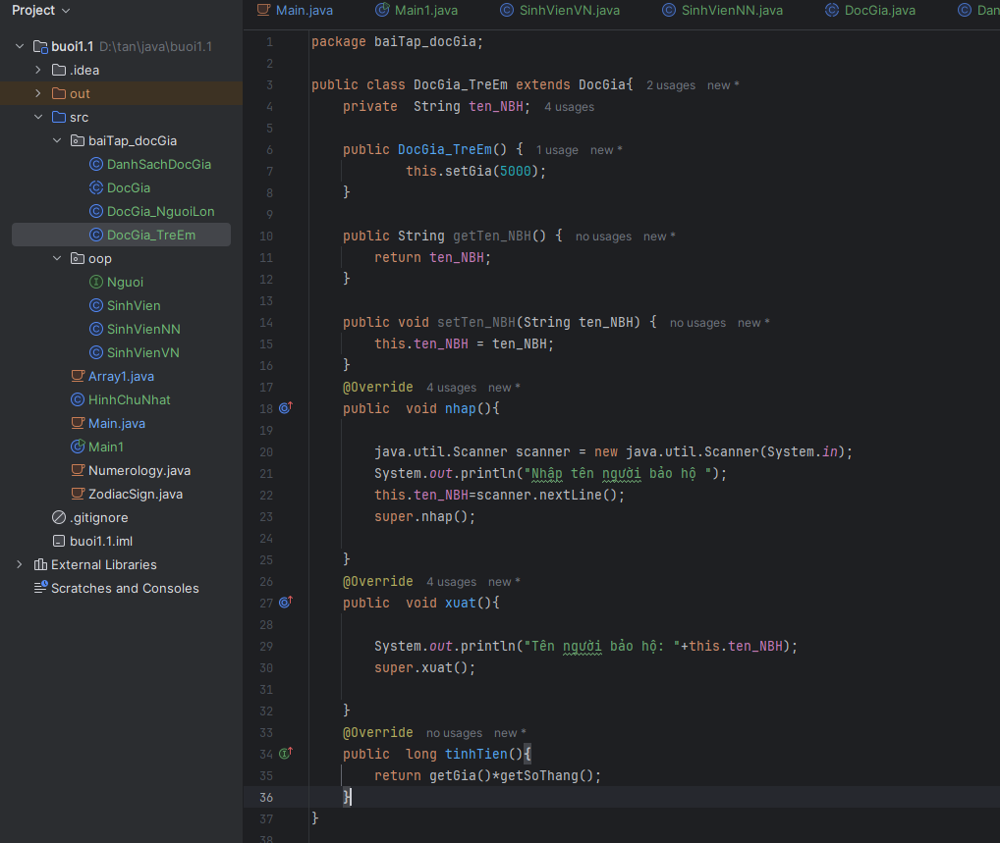 Project
buoi1.1 D:\tan\java\buoi1.1
.idea
out
src
baiTap_docGia
DanhSachDocGia
DocGia
DocGia_NguoiLon
DocGia_TreEm
oop
Nguoi
SinhVien
SinhVienNN
SinhVienVN
Array1.java
HinhChuNhat
Main.java
Main1
Numerology.java
ZodiacSign.java
.gitignore
buoi1.1.iml
External Libraries
Scratches and Consoles
Main.java Main1.java SinhVienVN.java SinhVienNN.java DocGia.java Dan
1 package baiTap_docGia;
2
3 public class DocGia_TreEm extends DocGia{ 2 usages new *
4 private String ten_NBH; 4 usages
5
6 public DocGia_TreEm() { 1 usage new *
7 this.setGia(5000);
8 }
9
10 public String getTen_NBH() { no usages new *
11 return ten_NBH;
12 }
13
14 public void setTen_NBH(String ten_NBH) { no usages new *
15 this.ten_NBH = ten_NBH;
16 }
17 @Override 4 usages new *
18 public void nhap(){
19
20 java.util.Scanner scanner = new java.util.Scanner(System.in);
21 System.out.println("Nhập tên người bảo hộ ");
22 this.ten_NBH=scanner.nextLine();
23 super.nhap();
24
25 }
26 @Override 4 usages new *
27 public void xuat(){
28
29 System.out.println("Tên người bảo hộ: "+this.ten_NBH);
30 super.xuat();
31
32 }
33 @Override no usages new *
34 public long tinhTien(){
35 return getGia()*getSoThang();
36 }
37 }
38